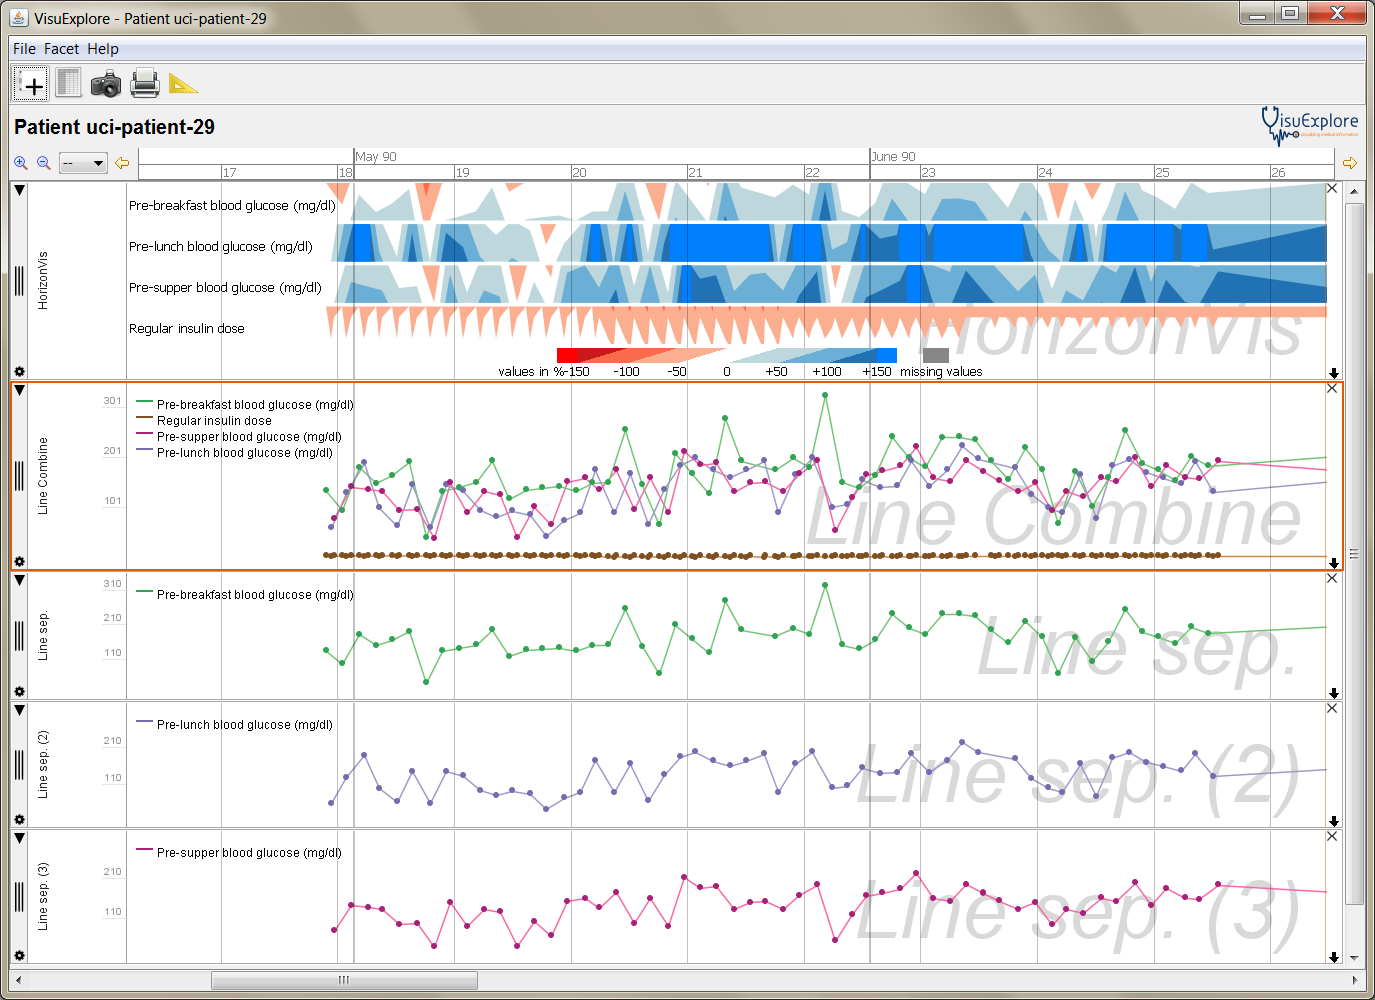 VisuExplore - Patient uci-patient-29
File Facet Help
Patient uci-patient-29
VisuExplore
visualizing medical information
--
May 90
June 90
17 18 19 20 21 22 23 24 25 26
HorizonVis
Pre-breakfast blood glucose (mg/dl)
Pre-lunch blood glucose (mg/dl)
Pre-supper blood glucose (mg/dl)
Regular insulin dose
HorizonVis
values in %-150 -100 -50 0 +50 +100 +150 missing values
Line Combine
301
201
101
Pre-breakfast blood glucose (mg/dl)
Regular insulin dose
Pre-supper blood glucose (mg/dl)
Pre-lunch blood glucose (mg/dl)
Line Combine
Line sep.
310
210
110
Pre-breakfast blood glucose (mg/dl)
Line sep.
Line sep. (2)
210
110
Pre-lunch blood glucose (mg/dl)
Line sep. (2)
Line sep. (3)
210
110
Pre-supper blood glucose (mg/dl)
Line sep. (3)